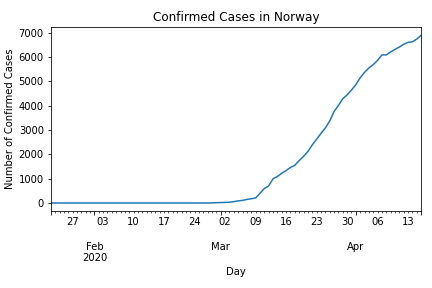 Confirmed Cases in Norway
7000
6000
5000
4000
3000
2000
1000
0
Number of Confirmed Cases
27 03 10 17 24 02 09 16 23 30 06 13
Feb Mar Apr
2020
Day